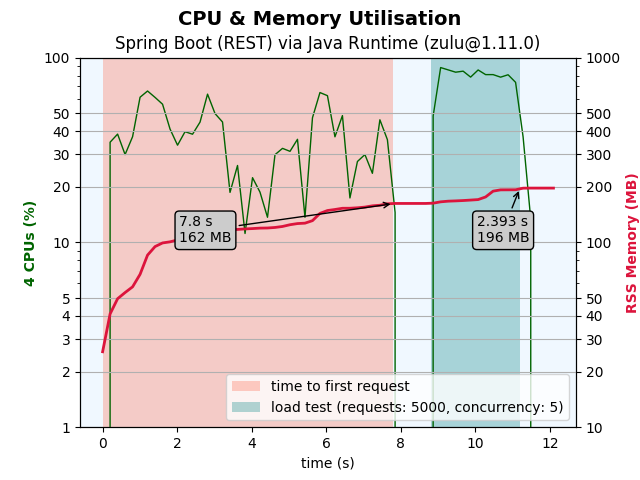 CPU & Memory Utilisation
Spring Boot (REST) via Java Runtime (zulu@1.11.0)
100
50
40
30
20
10
5
4
3
2
1
4 CPUs (%)
1000
500
400
300
200
100
50
40
30
20
10
RSS Memory (MB)
7.8 s
162 MB
2.393 s
196 MB
time to first request
load test (requests: 5000, concurrency: 5)
0
2
4
6
8
10
12
time (s)